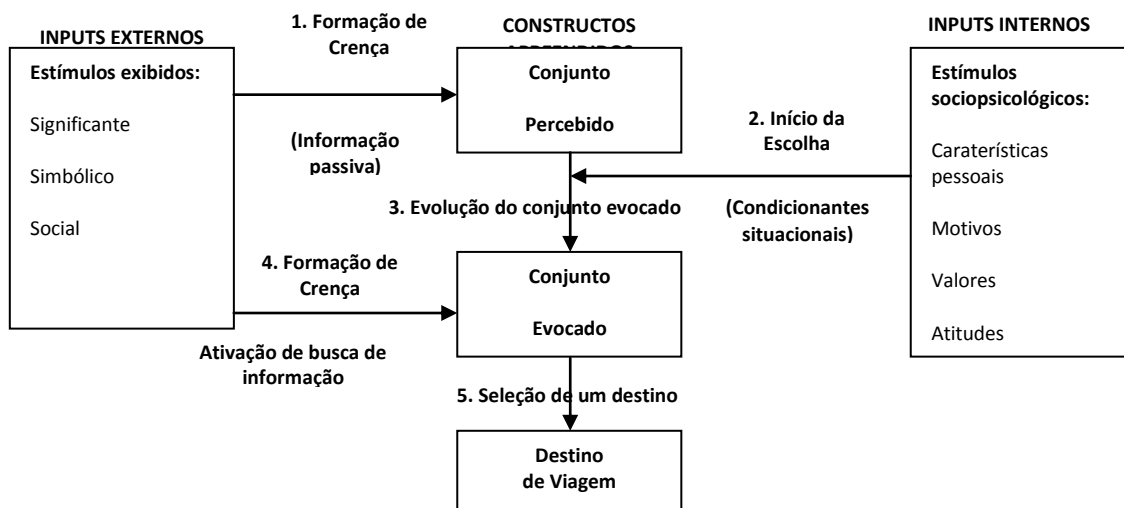 INPUTS EXTERNOS
Estímulos exibidos:
Significante
Simbólico
Social
1. Formação de
Crença
(Informação
passiva)
CONSTRUCTOS
APREENDIDOS
Conjunto
Percebido
INPUTS INTERNOS
Estímulos
sociopsicológicos:
Caraterísticas
pessoais
Motivos
Valores
Atitudes
2. Início da
Escolha
(Condicionantes
situacionais)
3. Evolução do conjunto evocado
4. Formação de
Crença
Ativação de busca de
informação
Conjunto
Evocado
5. Seleção de um destino
Destino
de Viagem